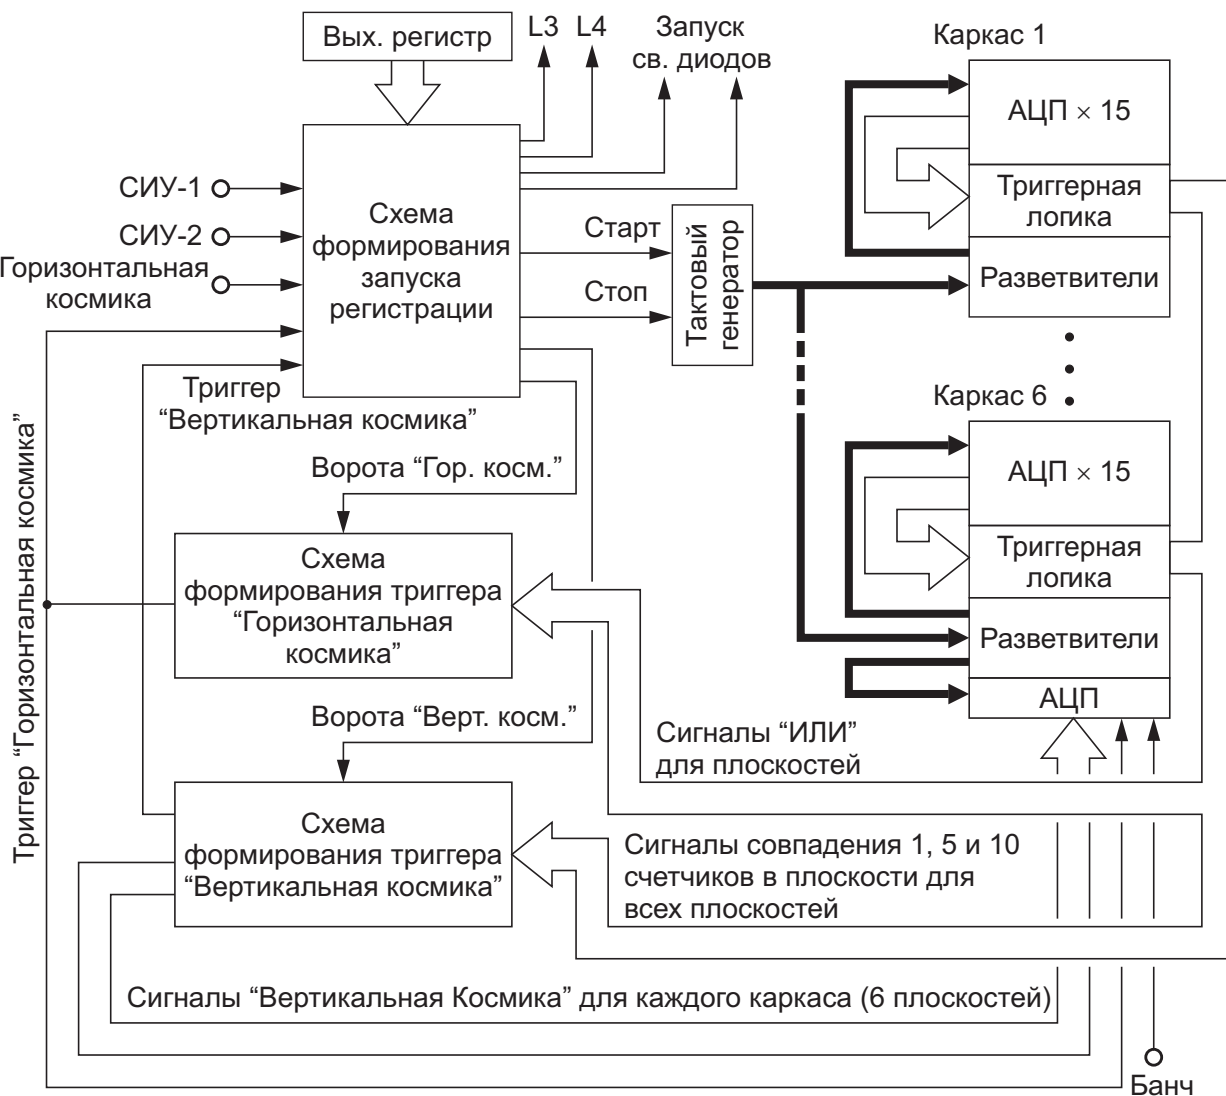 Вых. регистр
L3
L4
Запуск
св. диодов
Каркас 1
АЦП × 15
Триггерная
логика
Разветвители
СИУ-1
СИУ-2
Горизонтальная
космика
Схема
формирования
запуска
регистрации
Старт
Стоп
Тактовый
генератор
Триггер
“Вертикальная космика”
Каркас 6
АЦП × 15
Триггерная
логика
Разветвители
АЦП
Ворота “Гор. косм.”
Схема
формирования триггера
“Горизонтальная
космика”
Триггер “Горизонтальная космика”
Ворота “Верт. косм.”
Сигналы “ИЛИ”
для плоскостей
Схема
формирования триггера
“Вертикальная космика”
Сигналы совпадения 1, 5 и 10
счетчиков в плоскости для
всех плоскостей
Сигналы “Вертикальная Космика” для каждого каркаса (6 плоскостей)
Банч